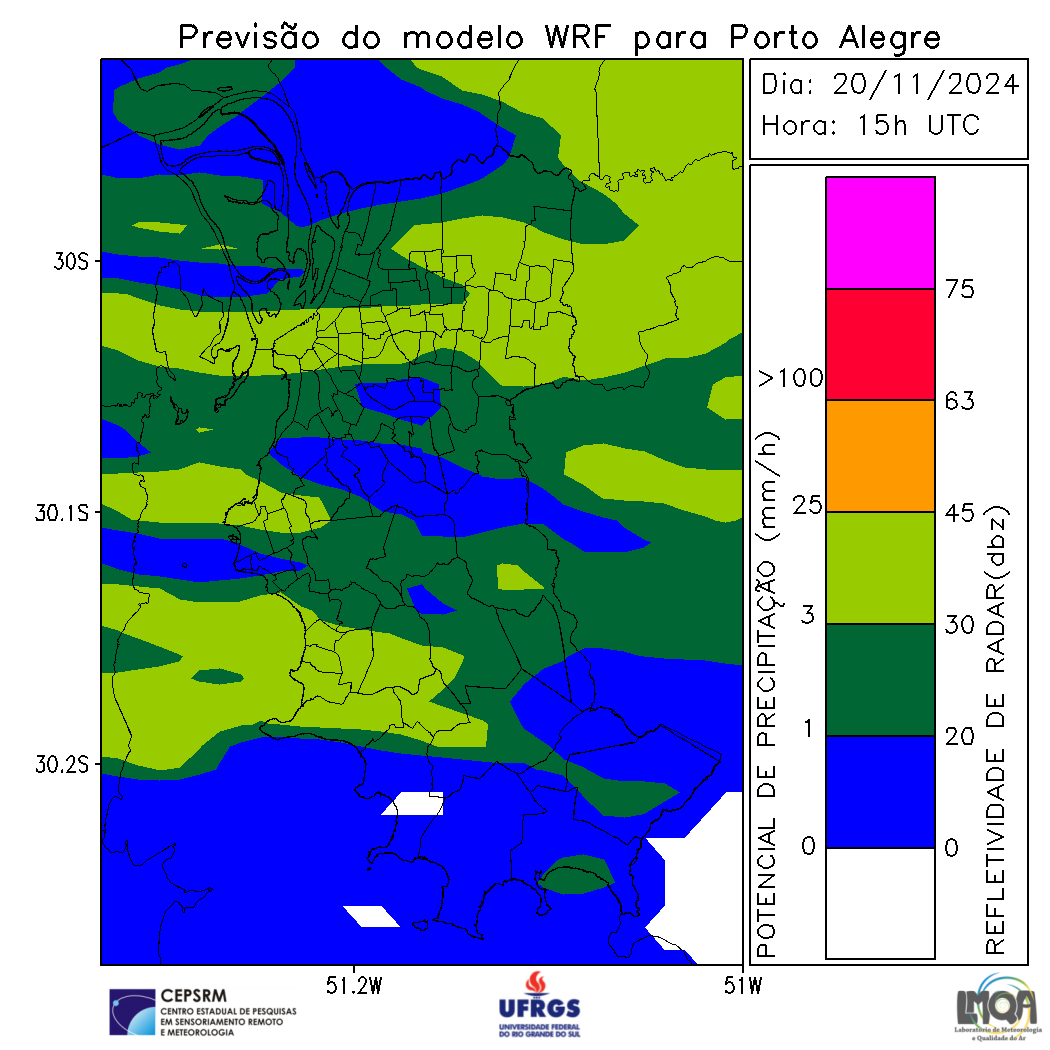 Previsão do modelo WRF para Porto Alegre
Dia: 20/11/2024
Hora: 15h UTC
30S
30.1S
30.2S
51.2W
51W
POTENCIAL DE PRECIPITAÇÃO (mm/h)
>100
25
3
1
0
75
63
45
30
20
0
REFLETIVIDADE DE RADAR(dbz)
CEPSRM
CENTRO ESTADUAL DE PESQUISAS
EM SENSORIAMENTO REMOTO
E METEOROLOGIA
UFRGS
UNIVERSIDADE FEDERAL
DO RIO GRANDE DO SUL
LMQA
Laboratório de Meteorologia
e Qualidade do Ar